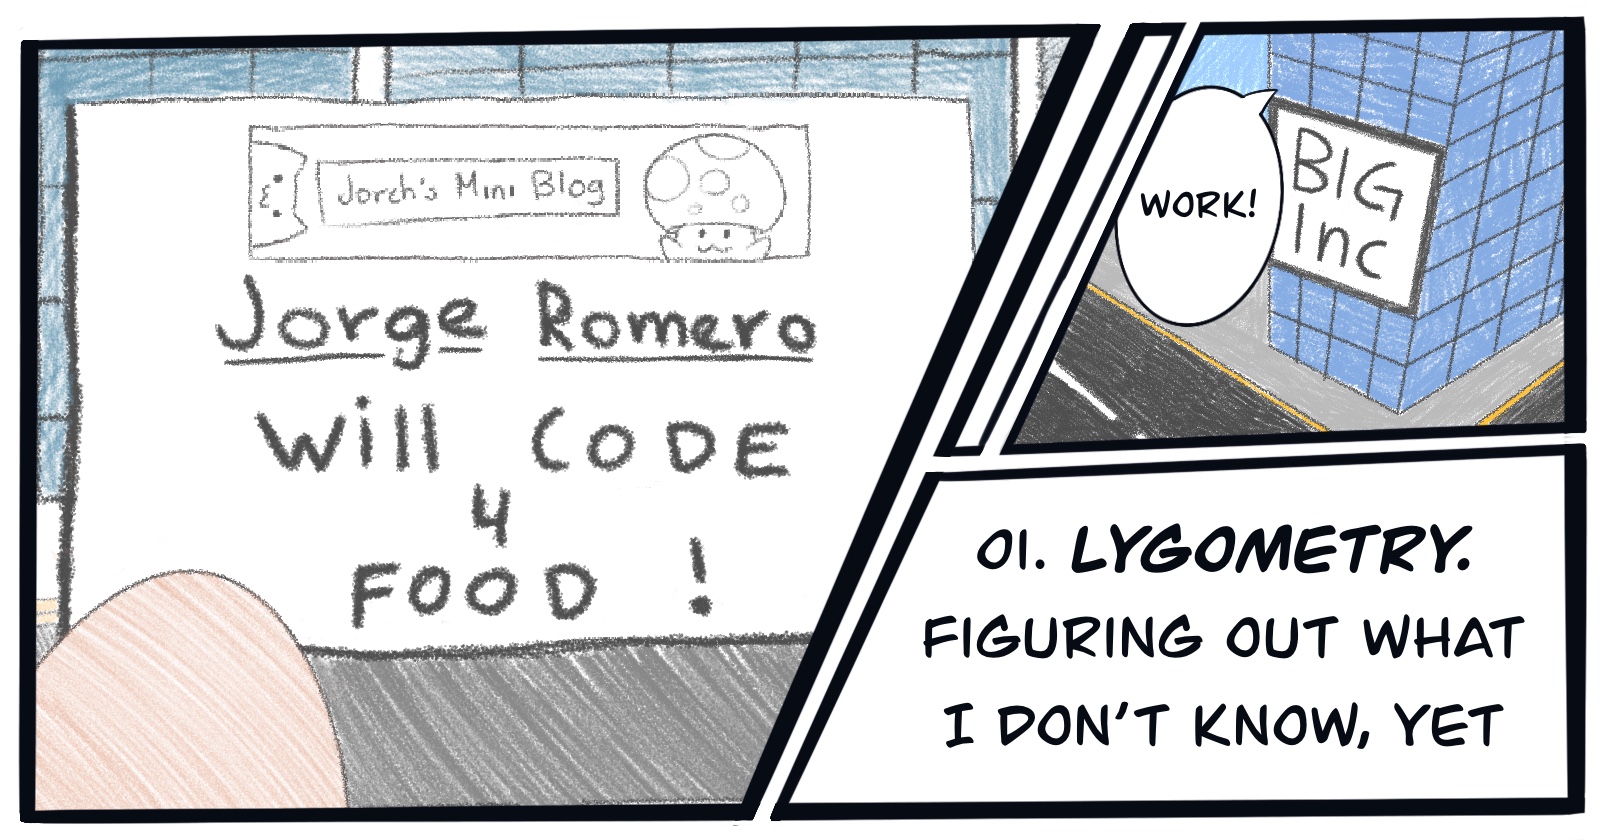 Jorch's Mini Blog
Jorge Romero
Will CODE
4
FOOD !
WORK!
BIG
Inc
01. LYGOMETRY.
FIGURING OUT WHAT
I DON'T KNOW, YET